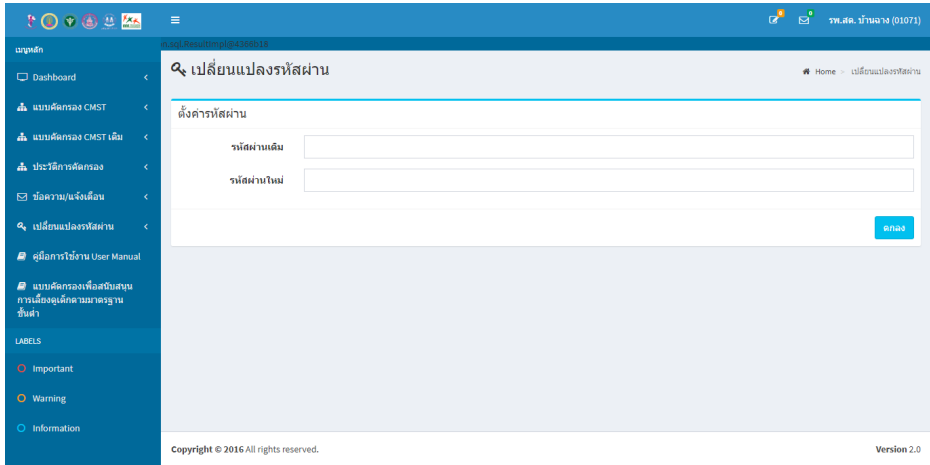 0
0
รพ.สต. บ้านฉาง (01071)
เมนูหลัก
Dashboard
แบบคัดกรอง CMST
แบบคัดกรอง CMST เดิม
ประวัติการคัดกรอง
ข้อความ/แจ้งเตือน
เปลี่ยนแปลงรหัสผ่าน
คู่มือการใช้งาน User Manual
แบบคัดกรองเพื่อสนับสนุน
การเลี้ยงดูเด็กตามมาตรฐาน
ขั้นต่ำ
LABELS
Important
Warning
Information
เปลี่ยนแปลงรหัสผ่าน
Home > เปลี่ยนแปลงรหัสผ่าน
ตั้งค่ารหัสผ่าน
รหัสผ่านเดิม
รหัสผ่านใหม่
ตกลง
Copyright © 2016 All rights reserved.
Version 2.0